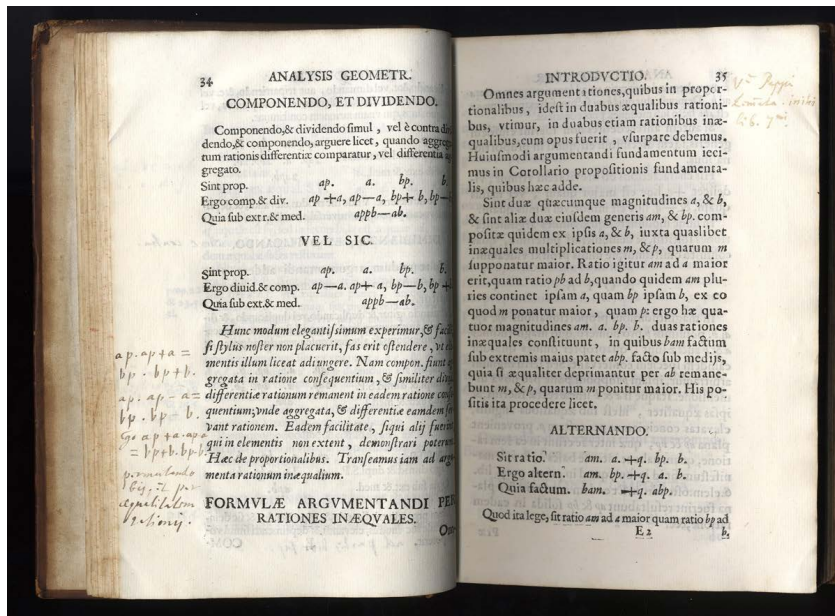 34
ANALYSIS GEOMETR.
COMPONENDO, ET DIVIDENDO.
Componendo,& dividendo simul , vel è contra
dendo,& componendo, arguere licet , quando
tum rationis differentiæ comparatur, vel differentia
gregato.
Sint prop. ap. a. bp. b.
Ergo comp.& div. ap +a, ap—a, bp+ b, bp—
Quia sub ext r.& med. appb—ab.
VEL SIC.
Sint prop. ap. a. bp. b.
Ergo diuid.& comp. ap—a. ap+ a, bp—b, bp +
Quia sub ext.& med. appb—ab.
Hunc modum elegantissimum experimur,&
si stylus noster non placuerit, fas erit ostendere ,
mentis illum liceat adiungere. Nam compon. fiunt
gregata in ratione consequentium , & similiter
differentiæ rationum remanent in eadem ratione
quentium;vnde aggregata, & differentiæ eamdem
vant rationem. Eadem facilitate , siqui alij
qui in elementis non extent , demonstrari
Hæc de proportionalibus. Transeamus iam ad
menta rationum inæqualium.
FORMVLÆ ARGVMENTANDI PER
RATIONES INÆQVALES.
ap. ap+a =
bp. bp+b.
ap. ap-a =
bp. bp-b.
INTRODVCTIO.
35
Omnes argumentationes,quibus in propor-
tionalibus , idest in duabus æqualibus rationi-
bus, vtimur, in duabus etiam rationibus inæ-
qualibus,cum opus fuerit , vsurpare debemus.
Huiusmodi argumentandi fundamentum ieci-
mus in Corollario propositionis fundamenta-
lis, quibus hæc adde.
Sint duæ quæcumque magnitudines a, & b,
& sint aliæ duæ eiusdem generis am, & bp. com-
positæ quidem ex ipsis a, & b, iuxta quaslibet
inæquales multiplicationes m, & p, quarum m
supponatur maior. Ratio igitur am ad a maior
erit,quam ratio pb ad b,quando quidem am plu-
ries continet ipsam a, quam bp ipsam b, ex eo
quod m ponatur maior , quam p: ergo hæ qua-
tuor magnitudines am. a. bp. b. duas rationes
inæquales constituunt, in quibus bam factum
sub extremis maius patet abp. facto sub medijs,
quia si æqualiter deprimantur per ab remane-
bunt m, & p, quarum m ponitur maior. His po-
sitis ita procedere licet.
ALTERNANDO.
Sit ratio. am. a. +q. bp. b.
Ergo altern. am. bp. +q. a. b.
Quia factum. bam. +q. abp.
Quod ita lege, sit ratio am ad a maior quam ratio bp ad
E 2
b.